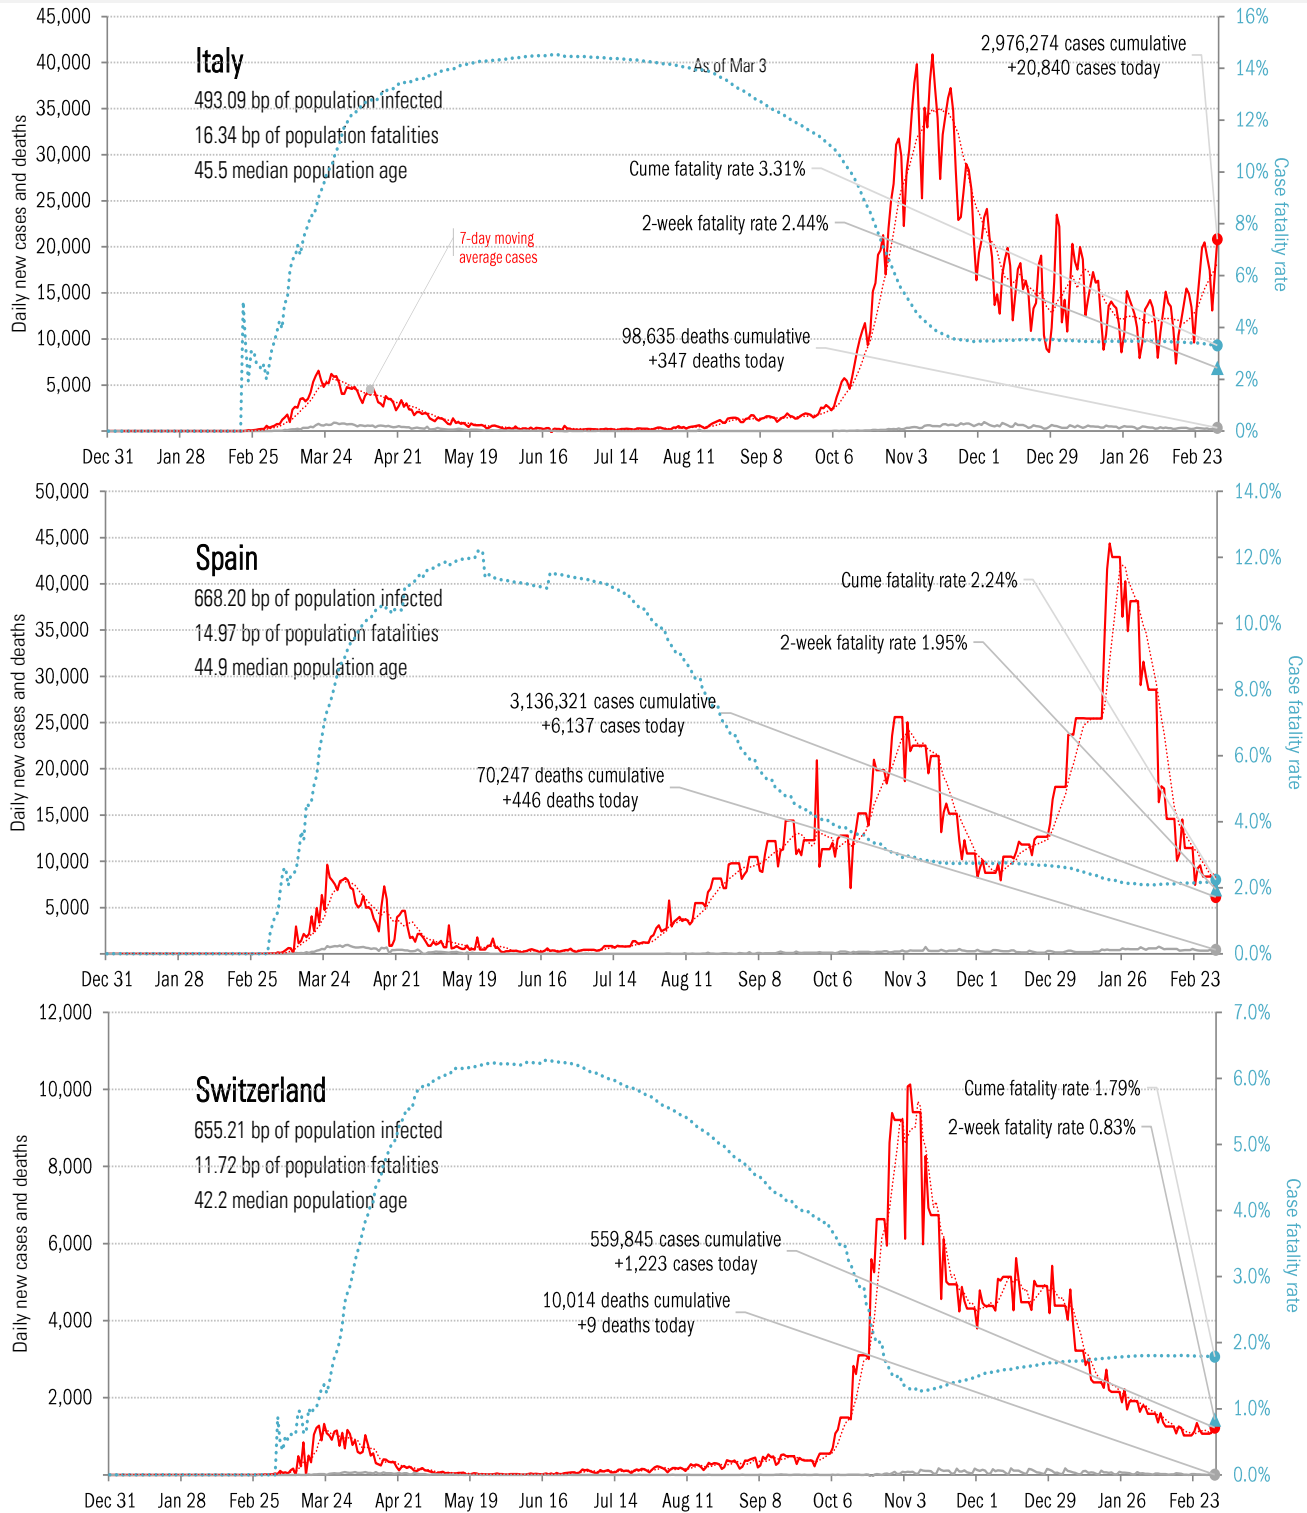 45,000
40,000
35,000
30,000
25,000
20,000
15,000
10,000
5,000
Daily new cases and deaths
16%
14%
12%
10%
8%
6%
4%
2%
0%
Case fatality rate
Italy
493.09 bp of population infected
16.34 bp of population fatalities
45.5 median population age
As of Mar 3
2,976,274 cases cumulative
+20,840 cases today
Cume fatality rate 3.31%
2-week fatality rate 2.44%
7-day moving
average cases
98,635 deaths cumulative
+347 deaths today
Dec 31 Jan 28 Feb 25 Mar 24 Apr 21 May 19 Jun 16 Jul 14 Aug 11 Sep 8 Oct 6 Nov 3 Dec 1 Dec 29 Jan 26 Feb 23
50,000
45,000
40,000
35,000
30,000
25,000
20,000
15,000
10,000
5,000
Daily new cases and deaths
14.0%
12.0%
10.0%
8.0%
6.0%
4.0%
2.0%
0.0%
Case fatality rate
Spain
668.20 bp of population infected
14.97 bp of population fatalities
44.9 median population age
Cume fatality rate 2.24%
2-week fatality rate 1.95%
3,136,321 cases cumulative
+6,137 cases today
70,247 deaths cumulative
+446 deaths today
Dec 31 Jan 28 Feb 25 Mar 24 Apr 21 May 19 Jun 16 Jul 14 Aug 11 Sep 8 Oct 6 Nov 3 Dec 1 Dec 29 Jan 26 Feb 23
12,000
10,000
8,000
6,000
4,000
2,000
Daily new cases and deaths
7.0%
6.0%
5.0%
4.0%
3.0%
2.0%
1.0%
0.0%
Case fatality rate
Switzerland
655.21 bp of population infected
11.72 bp of population fatalities
42.2 median population age
Cume fatality rate 1.79%
2-week fatality rate 0.83%
559,845 cases cumulative
+1,223 cases today
10,014 deaths cumulative
+9 deaths today
Dec 31 Jan 28 Feb 25 Mar 24 Apr 21 May 19 Jun 16 Jul 14 Aug 11 Sep 8 Oct 6 Nov 3 Dec 1 Dec 29 Jan 26 Feb 23